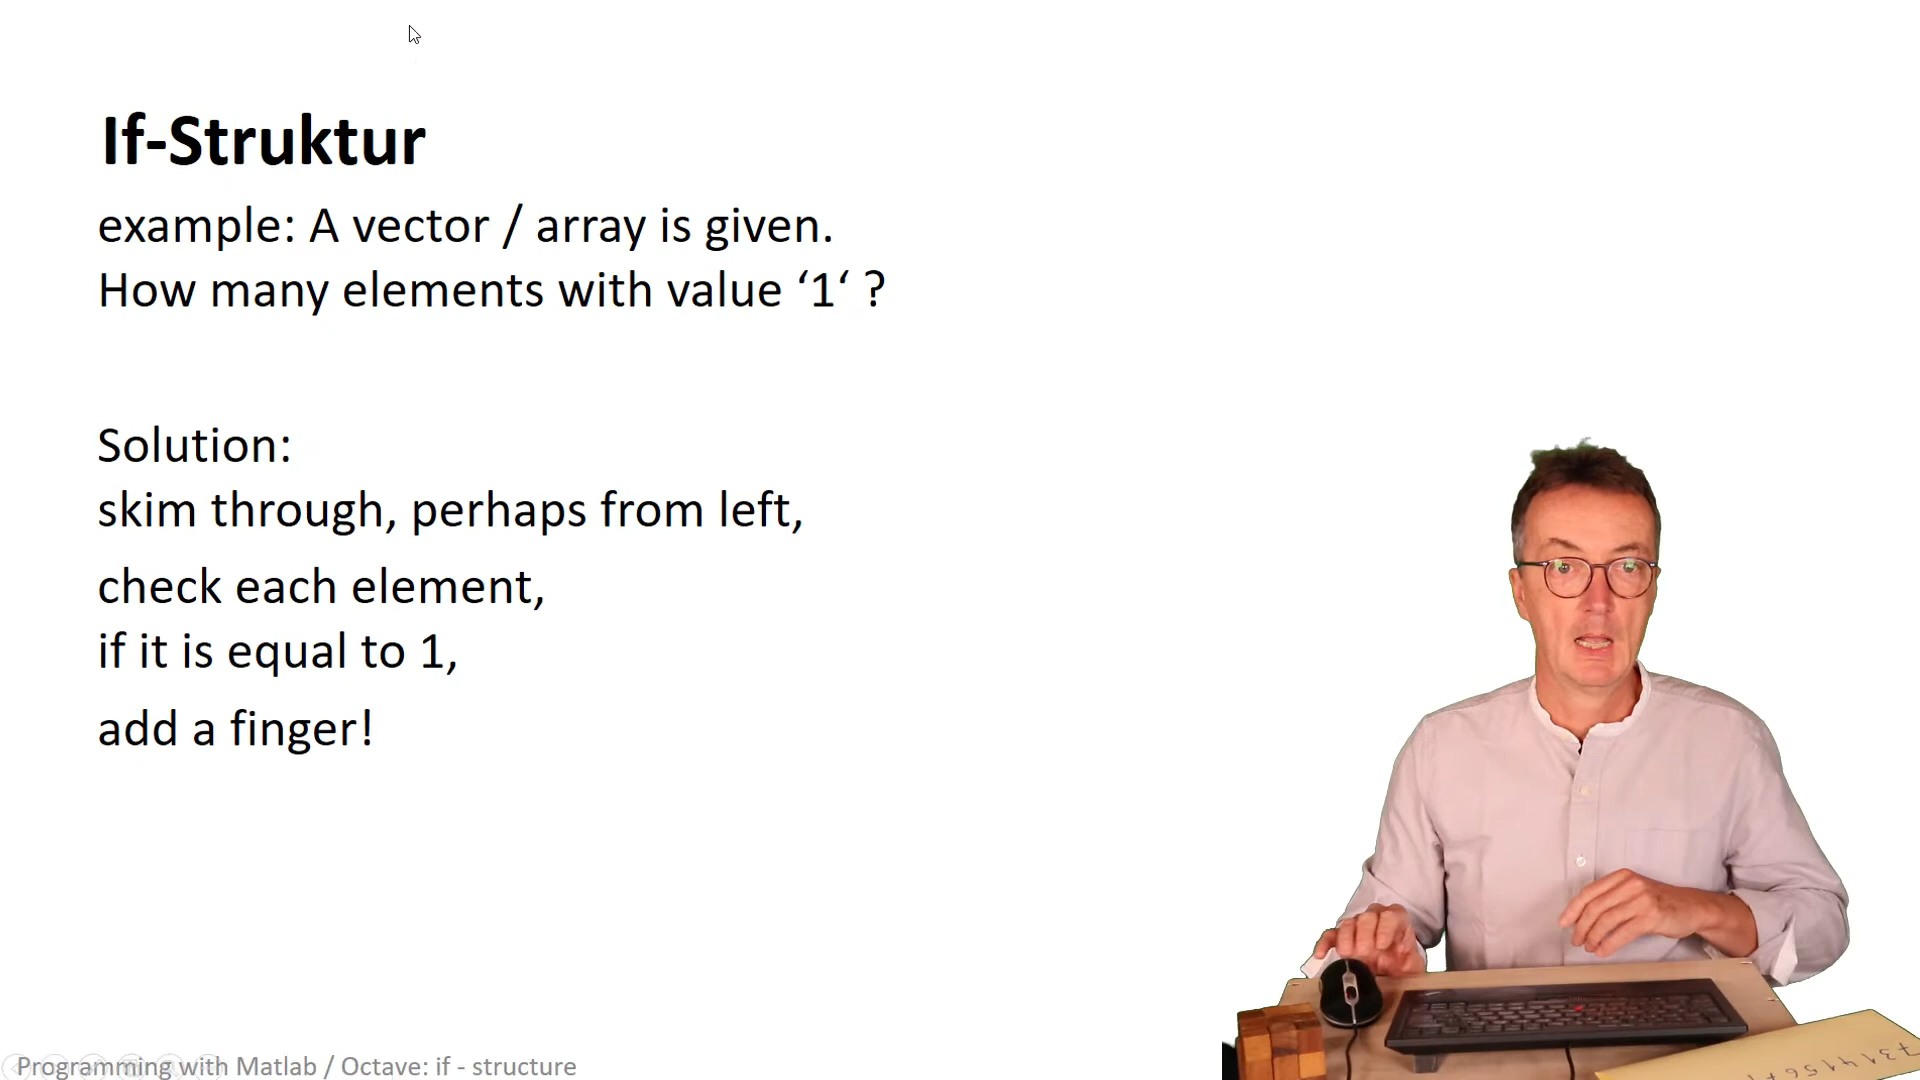 If-Struktur
example: A vector / array is given.
How many elements with value ‘1‘ ?
Solution:
skim through, perhaps from left,
check each element,
if it is equal to 1,
add a finger!
Programming with Matlab / Octave: if - structure